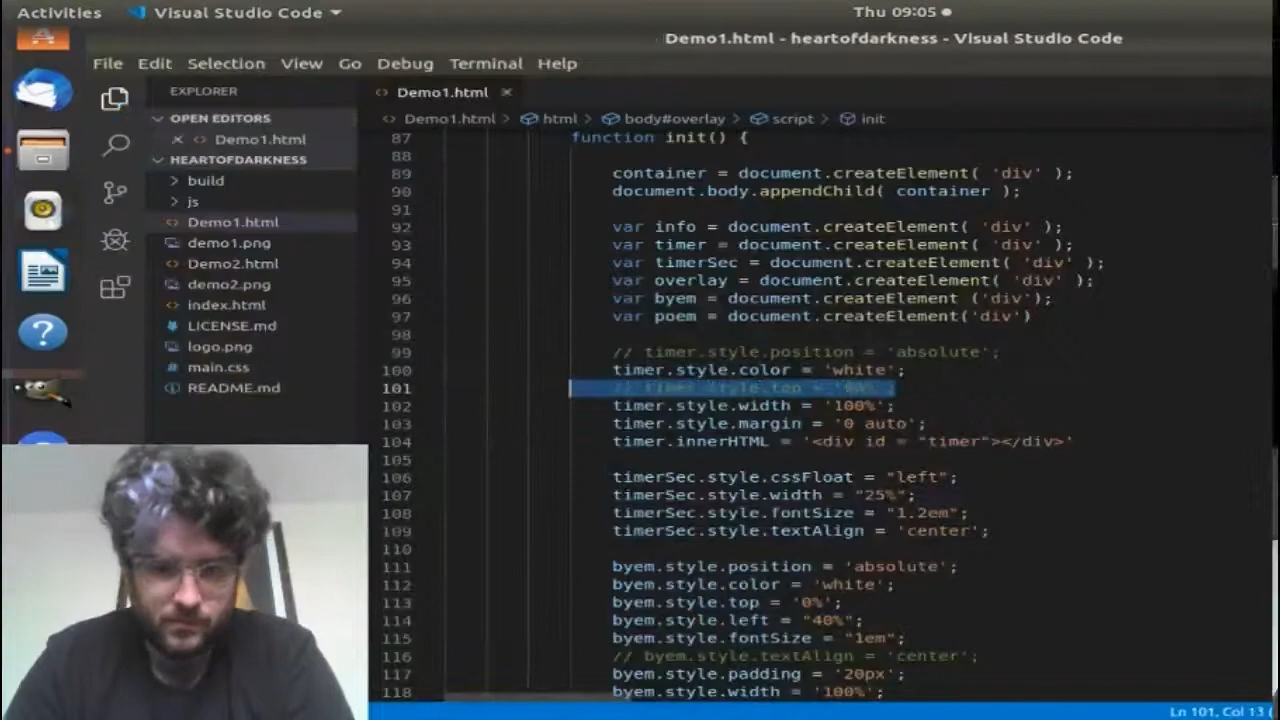 Activities Visual Studio Code Thu 09:05
Demo1.html - heartofdarkness - Visual Studio Code
File Edit Selection View Go Debug Terminal Help
EXPLORER
OPEN EDITORS
Demo1.html
HEARTOFDARKNESS
build
js
Demo1.html
demo1.png
Demo2.html
demo2.png
index.html
LICENSE.md
logo.png
main.css
README.md
Demo1.html
Demo1.html > html > body#overlay > script > init
87 function init() {
88
89 container = document.createElement( 'div' );
90 document.body.appendChild( container );
91
92 var info = document.createElement( 'div' );
93 var timer = document.createElement( 'div' );
94 var timerSec = document.createElement( 'div' );
95 var overlay = document.createElement( 'div' );
96 var byem = document.createElement ('div');
97 var poem = document.createElement('div')
98
99 // timer.style.position = 'absolute';
100 timer.style.color = 'white';
101 // timer.style.top =
102 timer.style.width = '100%';
103 timer.style.margin = '0 auto';
104 timer.innerHTML = '<div id = "timer"></div>'
105
106 timerSec.style.cssFloat = "left";
107 timerSec.style.width = "25%";
108 timerSec.style.fontSize = "1.2em";
109 timerSec.style.textAlign = 'center';
110
111 byem.style.position = 'absolute';
112 byem.style.color = 'white';
113 byem.style.top = '0%';
114 byem.style.left = "40%";
115 byem.style.fontSize = "1em";
116 // byem.style.textAlign = 'center';
117 byem.style.padding = '20px';
118 byem.style.width = '100%';
Ln 101, Col 13